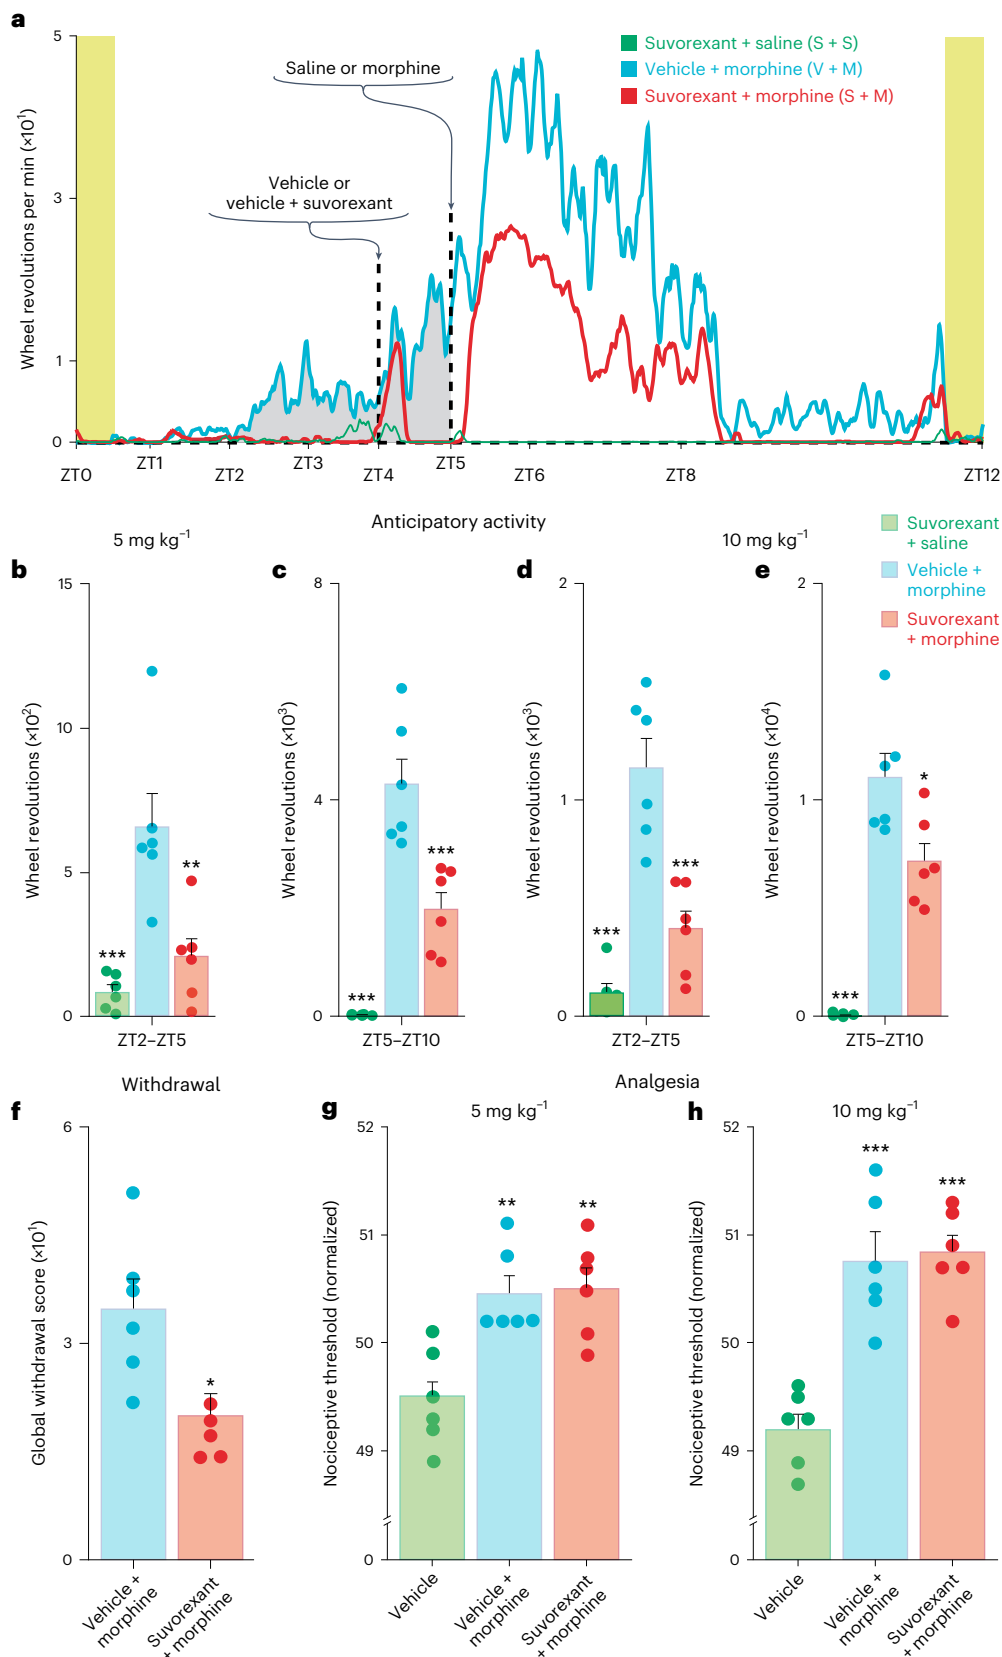 a
Suvorexant + saline (S + S)
Vehicle + morphine (V + M)
Suvorexant + morphine (S + M)
Saline or morphine
Vehicle or
vehicle + suvorexant
Wheel revolutions per min (×10¹)
5
3
1
0
ZT0
ZT1
ZT2
ZT3
ZT4
ZT5
ZT6
ZT8
ZT12
Anticipatory activity
5 mg kg⁻¹
10 mg kg⁻¹
Suvorexant
+ saline
Vehicle +
morphine
Suvorexant
+ morphine
b
Wheel revolutions (×10²)
15
10
5
0
***
**
ZT2–ZT5
c
Wheel revolutions (×10³)
8
4
0
***
***
ZT5–ZT10
d
Wheel revolutions (×10³)
2
1
0
***
***
ZT2–ZT5
e
Wheel revolutions (×10⁴)
2
1
0
***
*
ZT5–ZT10
Withdrawal
Analgesia
f
Global withdrawal score (×10¹)
6
3
0
*
Vehicle +
morphine
Suvorexant
+ morphine
g
5 mg kg⁻¹
Nociceptive threshold (normalized)
52
51
50
49
0
**
**
Vehicle
Vehicle +
morphine
Suvorexant
+ morphine
h
10 mg kg⁻¹
Nociceptive threshold (normalized)
52
51
50
49
0
***
***
Vehicle
Vehicle +
morphine
Suvorexant
+ morphine